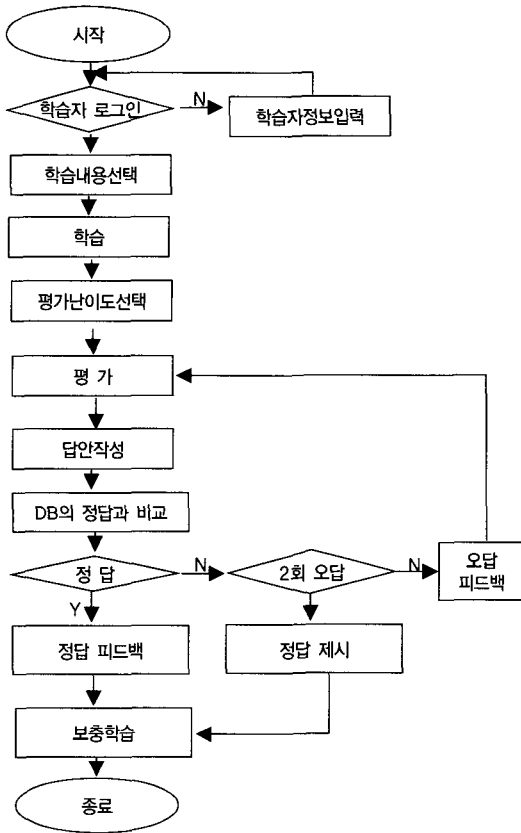 시작
학습자 로그인
N
학습자정보입력
학습내용선택
학습
평가난이도선택
평 가
답안작성
DB의 정답과 비교
정 답
N
2회 오답
N
오답
피드백
Y
정답 피드백
정답 제시
보충학습
종료